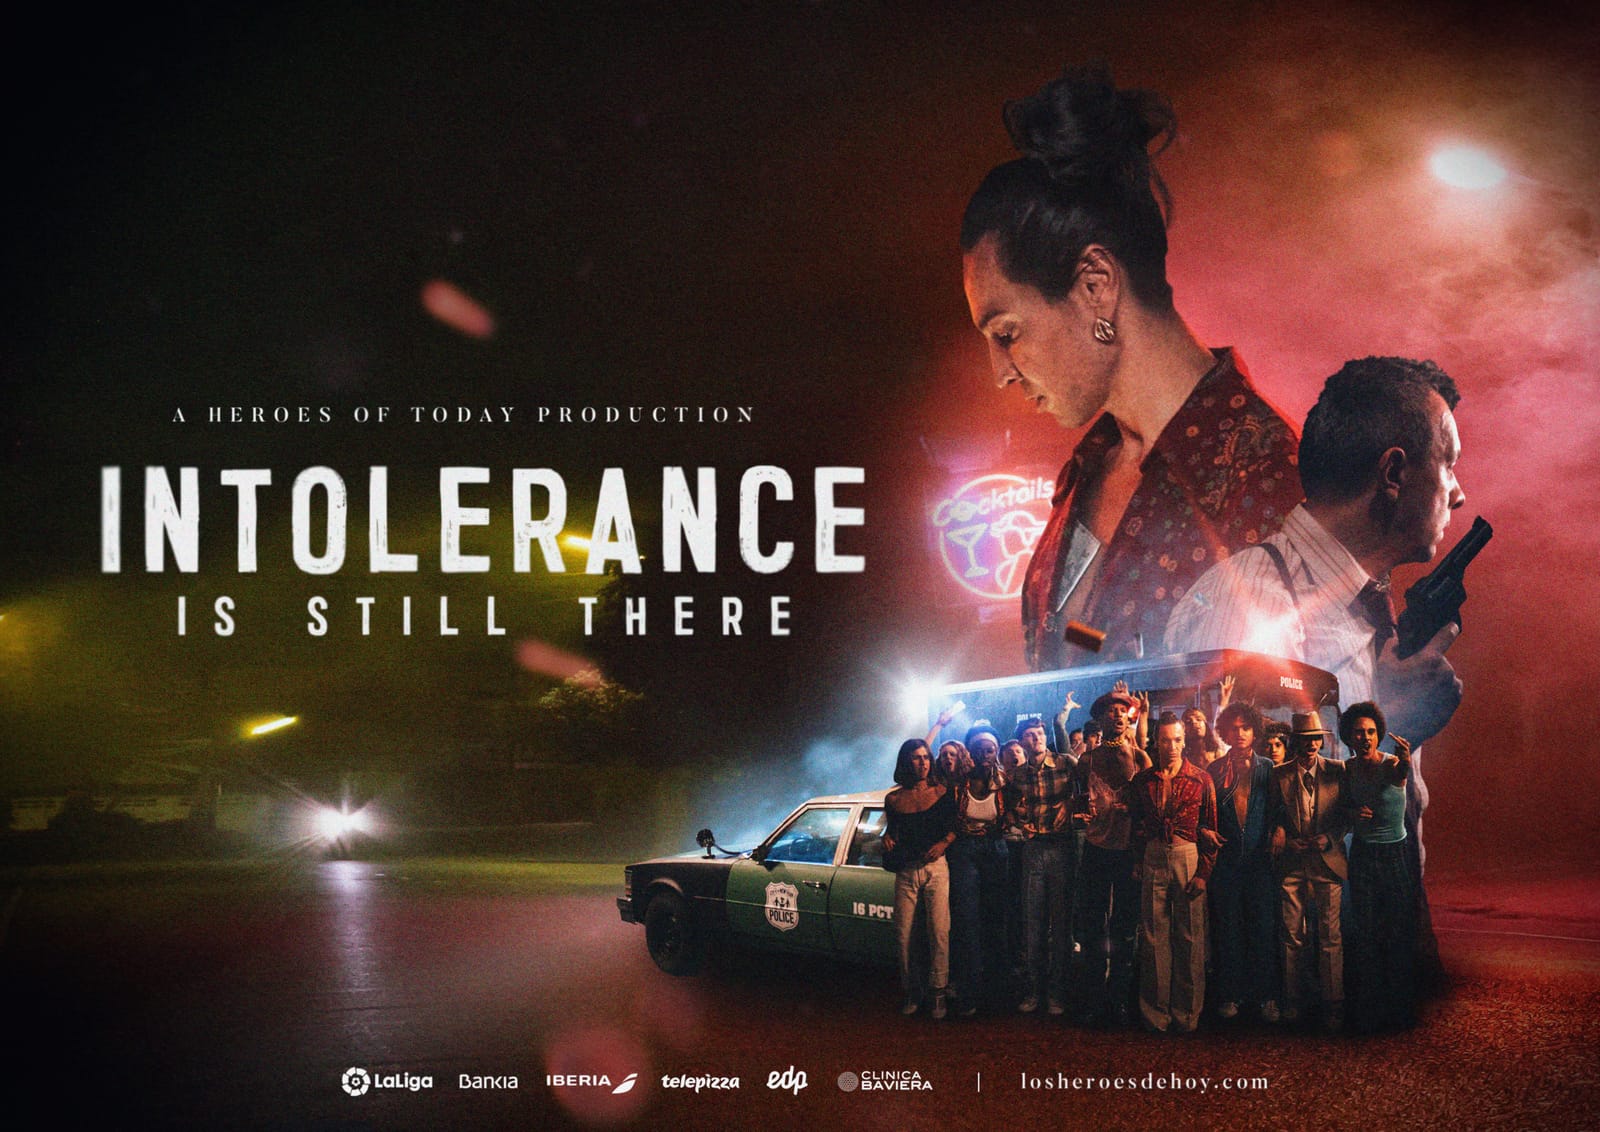 A HEROES OF TODAY PRODUCTION
INTOLERANCE
IS STILL THERE
Cocktails
POLICE
POLICE
POLICE
16 PCT
LaLiga
Bankia
IBERIA
telepizza
edp
CLINICA
BAVIERA
losheroesdehoy.com